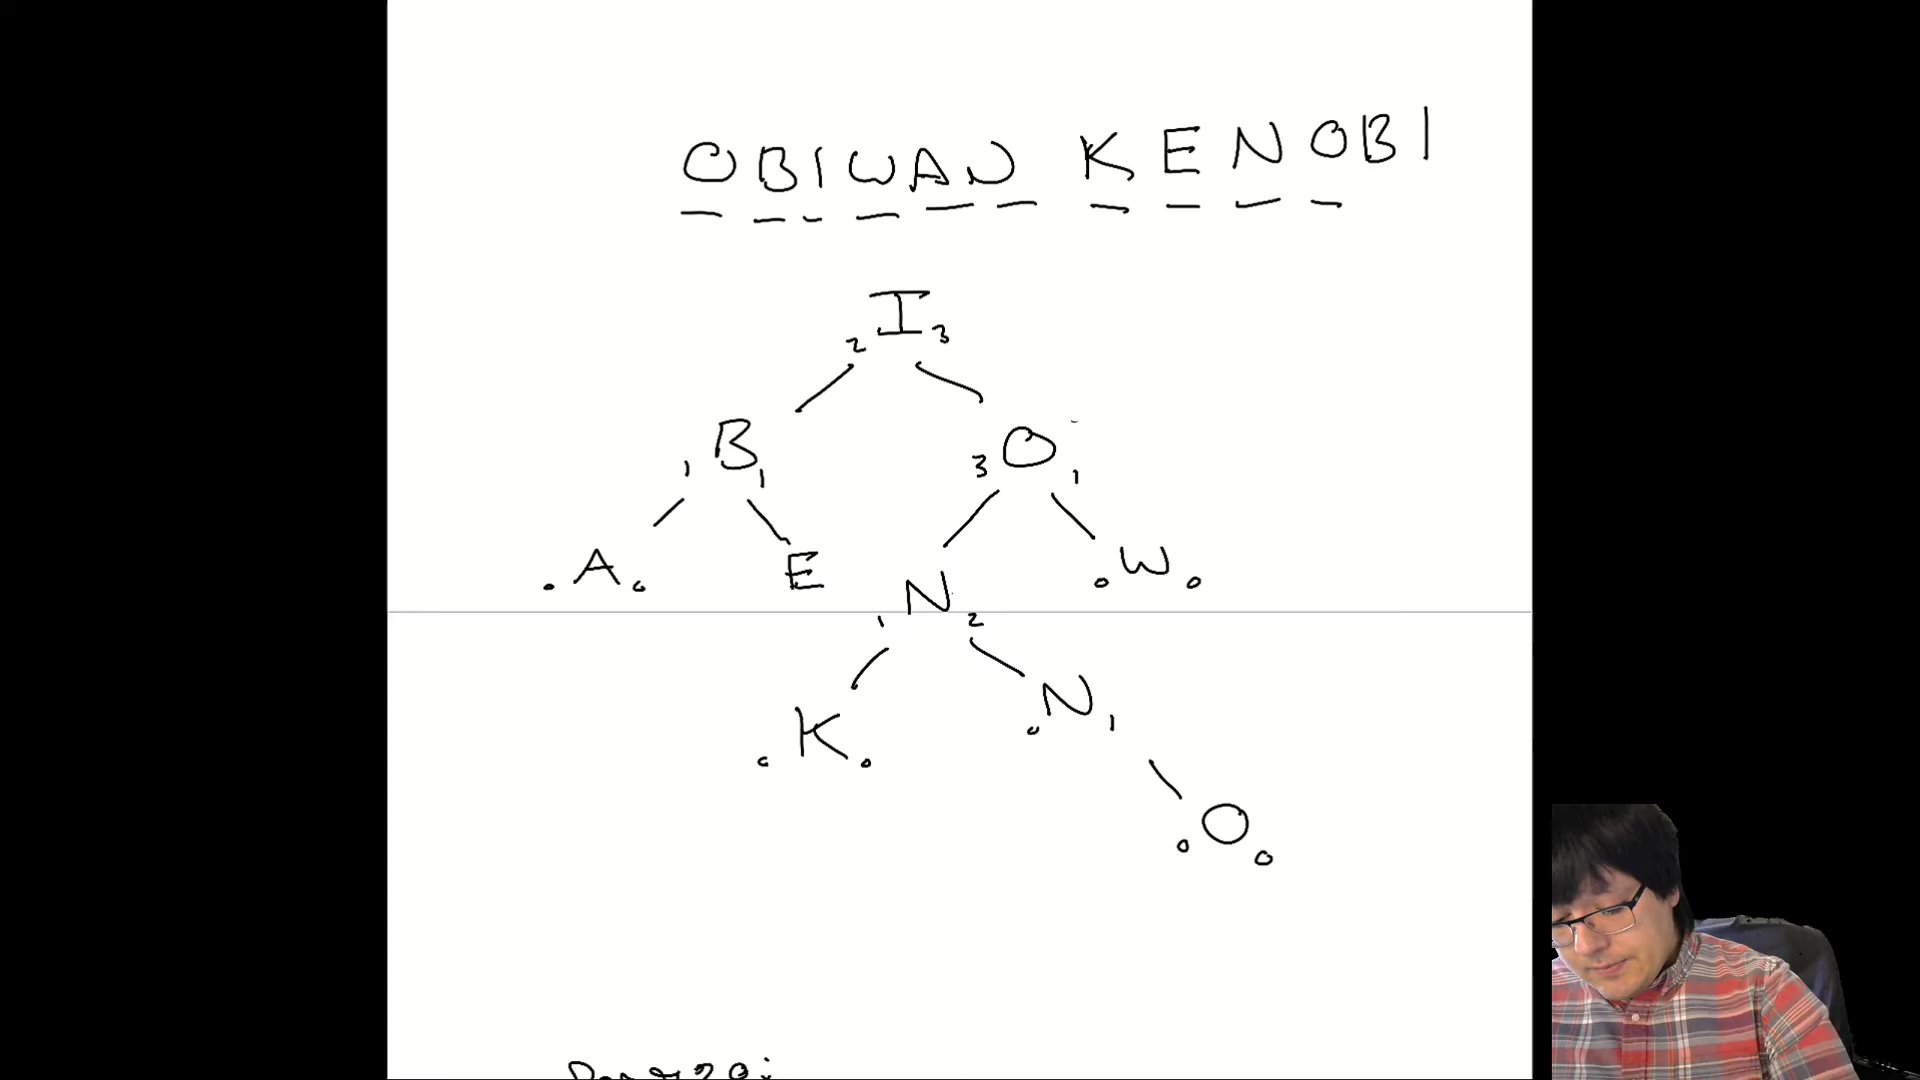 OBIWAN KENOBI
2 I 3
1 B 1 3 O 1
0 A 0 E 0 W 0
1 N 2
0 K 0 0 N 1
0 O 0